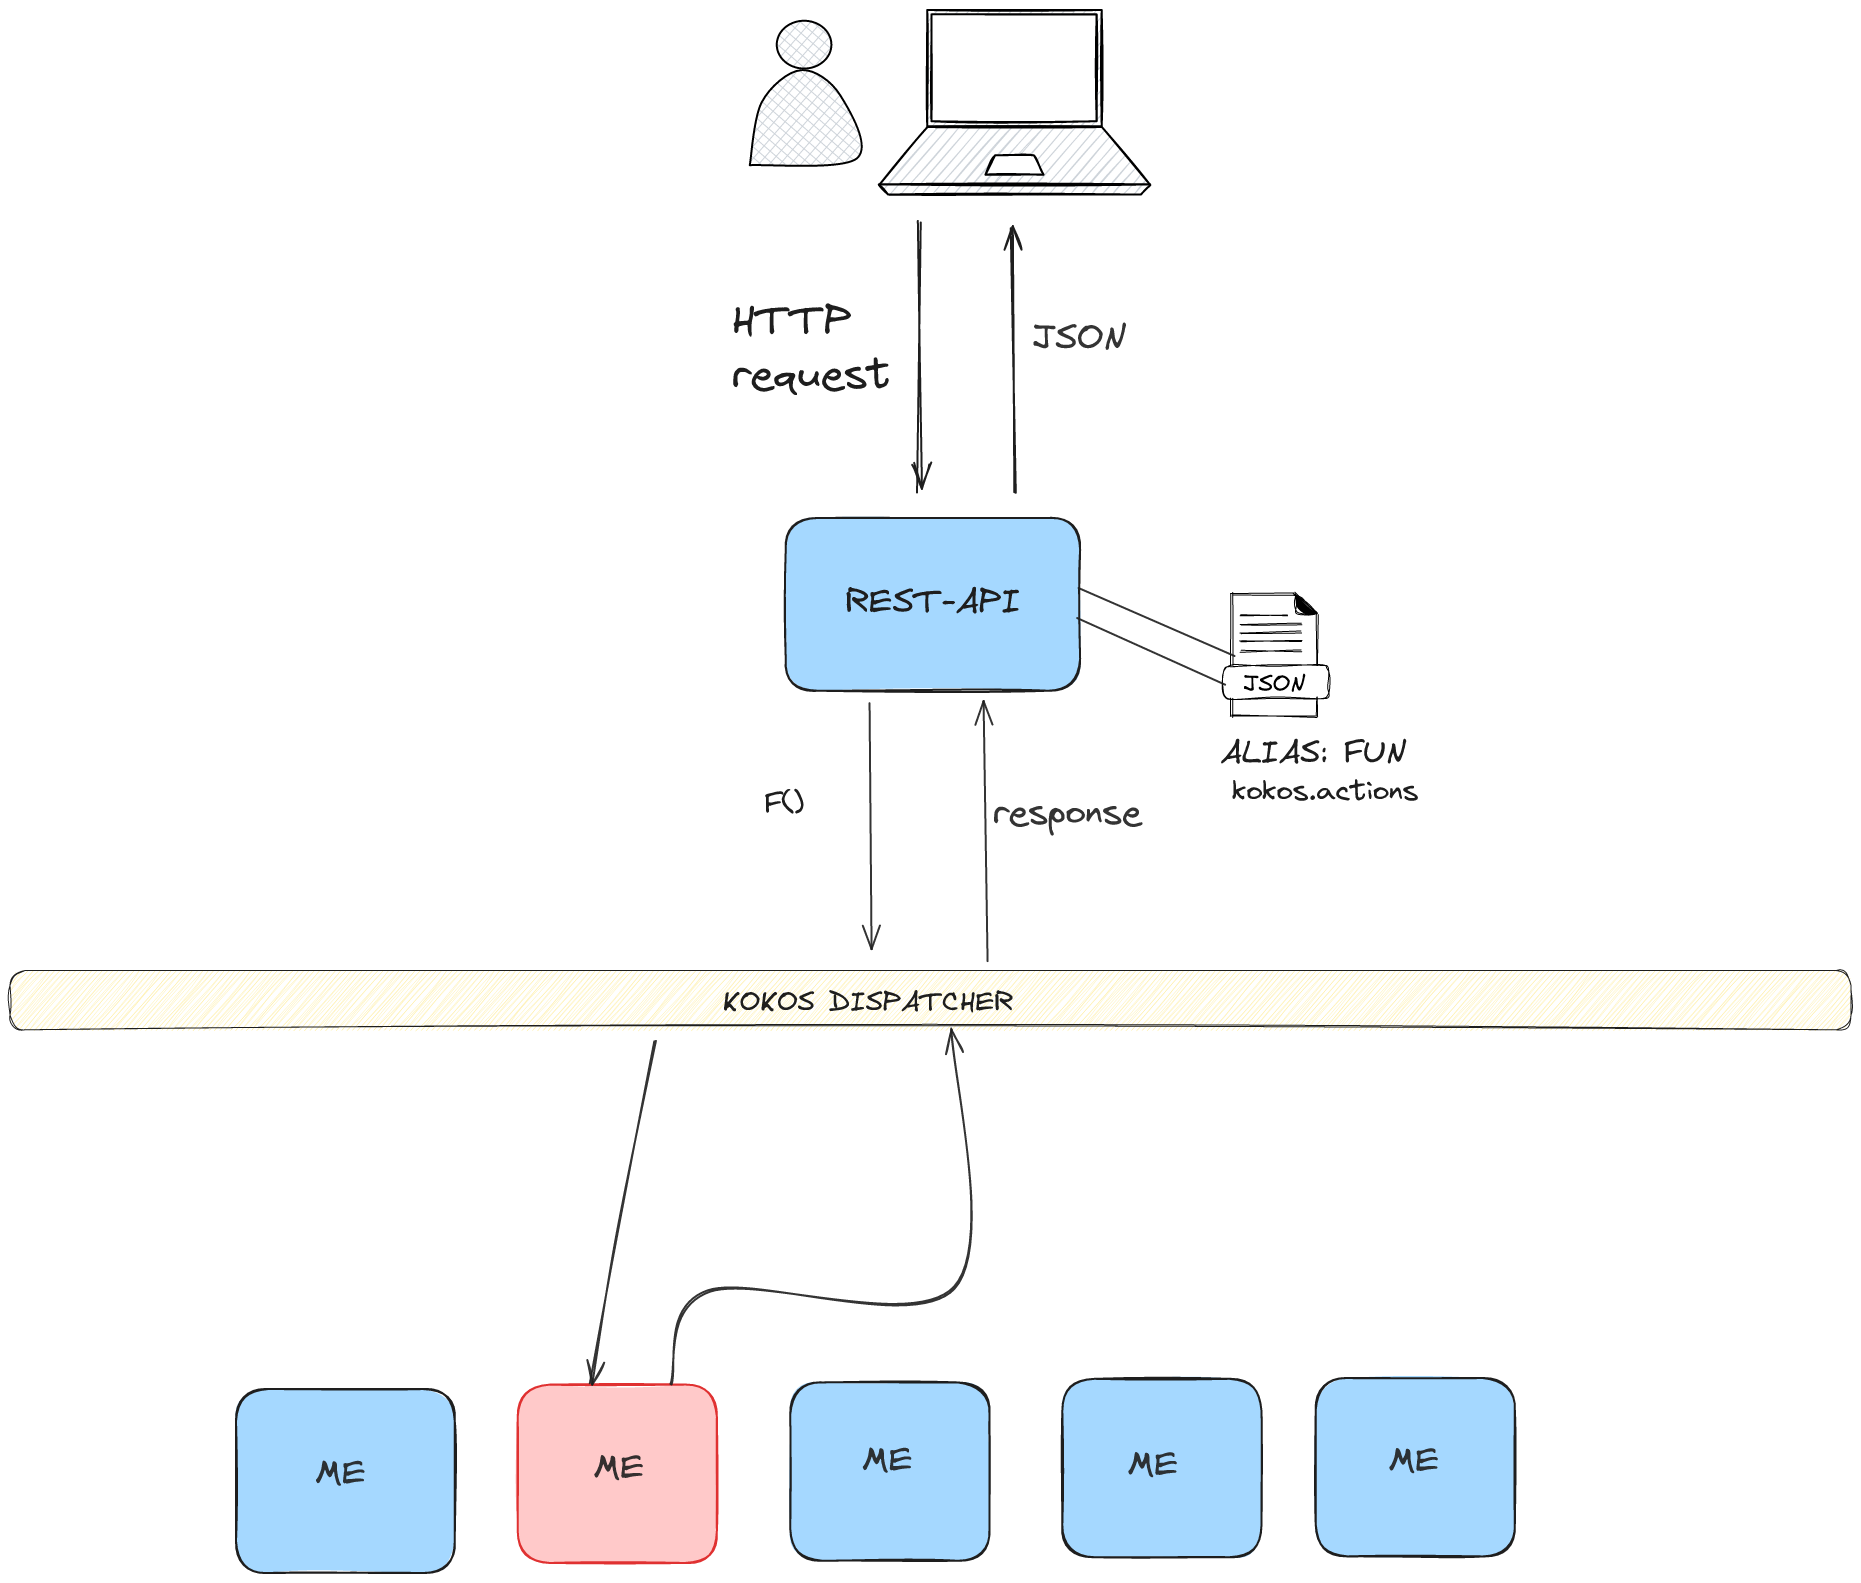 HTTP
request
JSON
REST-API
JSON
ALIAS: FUN
kokos.actions
F()
response
KOKOS DISPATCHER
ME
ME
ME
ME
ME